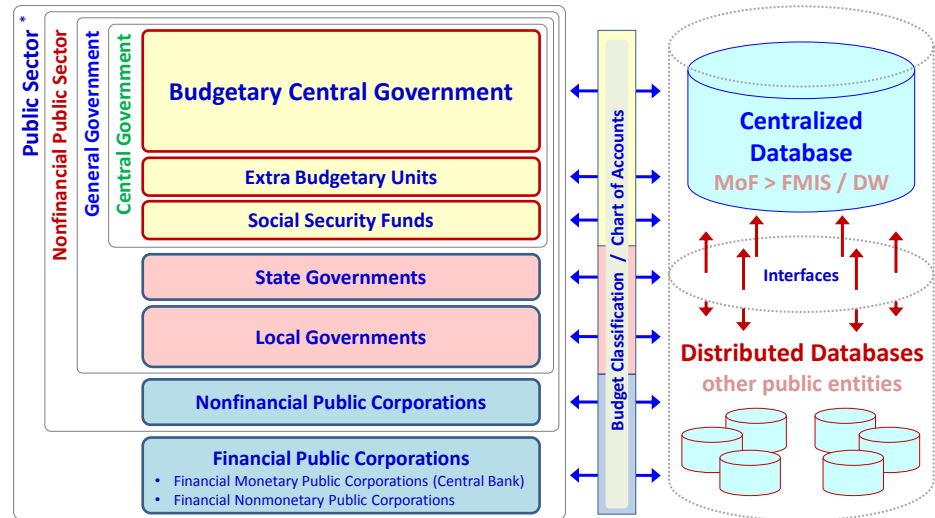 Public Sector *
Nonfinancial Public Sector
General Government
Central Government
Budgetary Central Government
Extra Budgetary Units
Social Security Funds
State Governments
Local Governments
Nonfinancial Public Corporations
Financial Public Corporations
• Financial Monetary Public Corporations (Central Bank)
• Financial Nonmonetary Public Corporations
Budget Classification / Chart of Accounts
Centralized
Database
MoF > FMIS / DW
Interfaces
Distributed Databases
other public entities